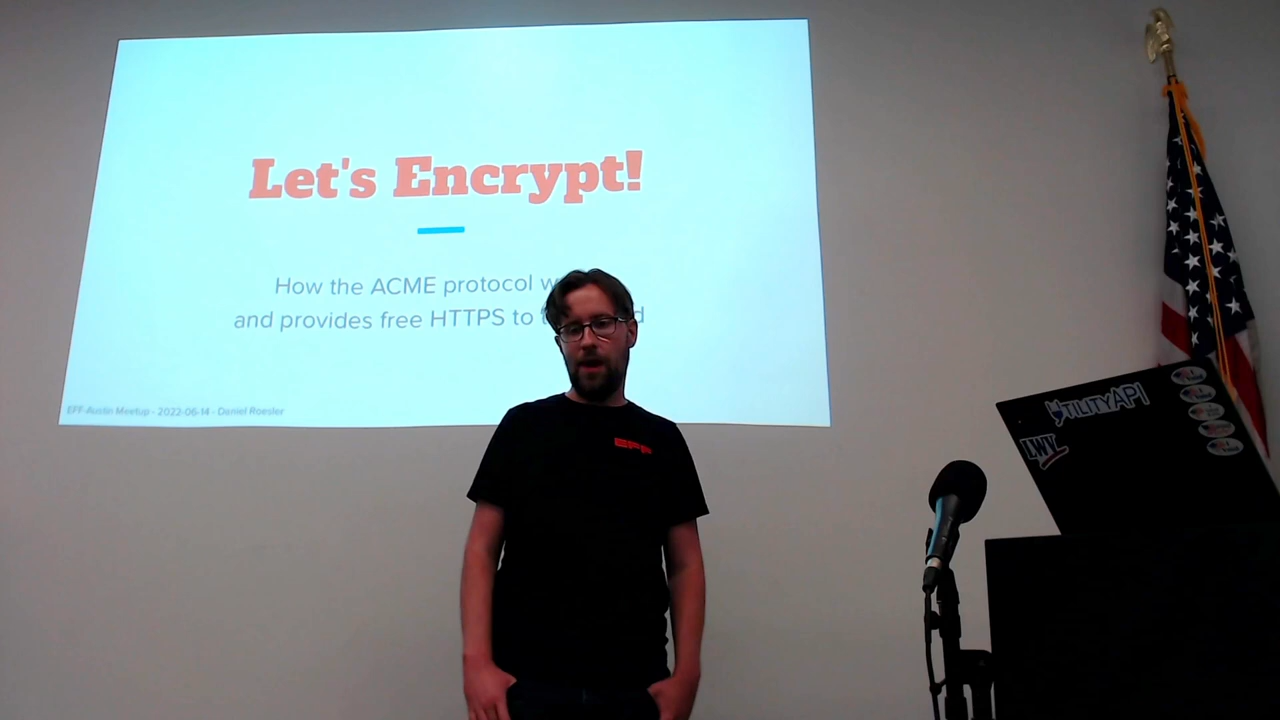 Let's Encrypt!
How the ACME protocol w
and provides free HTTPS to t d
EFF-Austin Meetup - 2022-06-14 - Daniel Roesler
EFF
UTILITYAPI
LWV